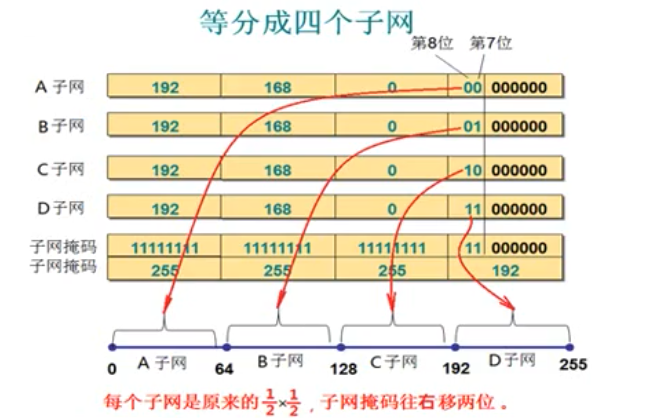 等分成四个子网
第8位 第7位
A 子网 192 168 0 00 000000
B 子网 192 168 0 01 000000
C 子网 192 168 0 10 000000
D 子网 192 168 0 11 000000
子网掩码 11111111 11111111 11111111 11 000000
子网掩码 255 255 255 192
0 A 子网 64 B 子网 128 C 子网 192 D 子网 255
每个子网是原来的 1/2×1/2 ，子网掩码往右移两位 。